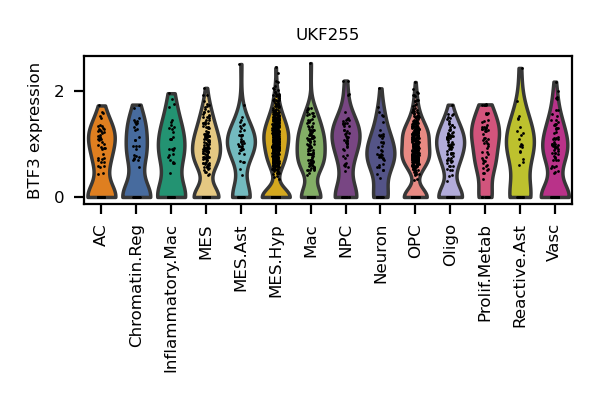 UKF255
BTF3 expression
2
0
AC
Chromatin.Reg
Inflammatory.Mac
MES
MES.Ast
MES.Hyp
Mac
NPC
Neuron
OPC
Oligo
Prolif.Metab
Reactive.Ast
Vasc